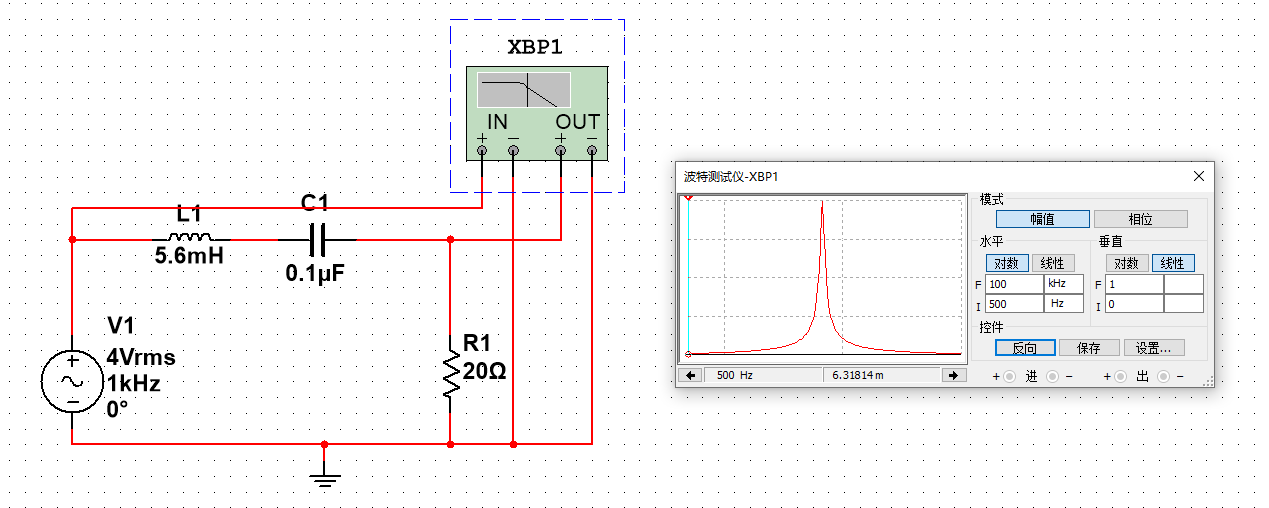 XBP1
IN OUT
+ − + −
L1
5.6mH
C1
0.1µF
V1
4Vrms
1kHz
0°
+
−
R1
20Ω
波特测试仪-XBP1
模式
幅值 相位
水平 垂直
对数 线性 对数 线性
F 100 kHz F 1
I 500 Hz I 0
控件
反向 保存 设置...
500 Hz 6.31814 m
+ 进 − + 出 −